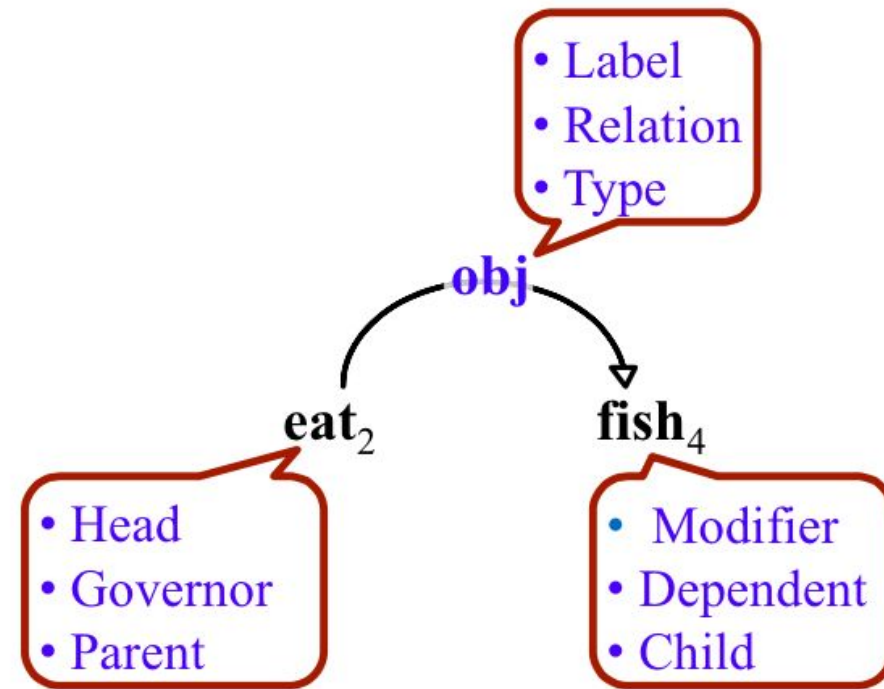 • Label
• Relation
• Type
obj
eat₂ fish₄
• Head
• Governor
• Parent
• Modifier
• Dependent
• Child